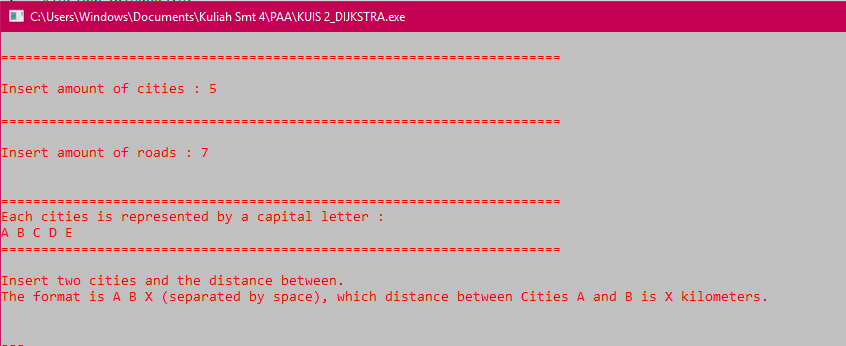 C:\Users\Windows\Documents\Kuliah Smt 4\PAA\KUIS 2_DIJKSTRA.exe
======================================================================
Insert amount of cities : 5
======================================================================
Insert amount of roads : 7
======================================================================
Each cities is represented by a capital letter :
A B C D E
======================================================================
Insert two cities and the distance between.
The format is A B X (separated by space), which distance between Cities A and B is X kilometers.